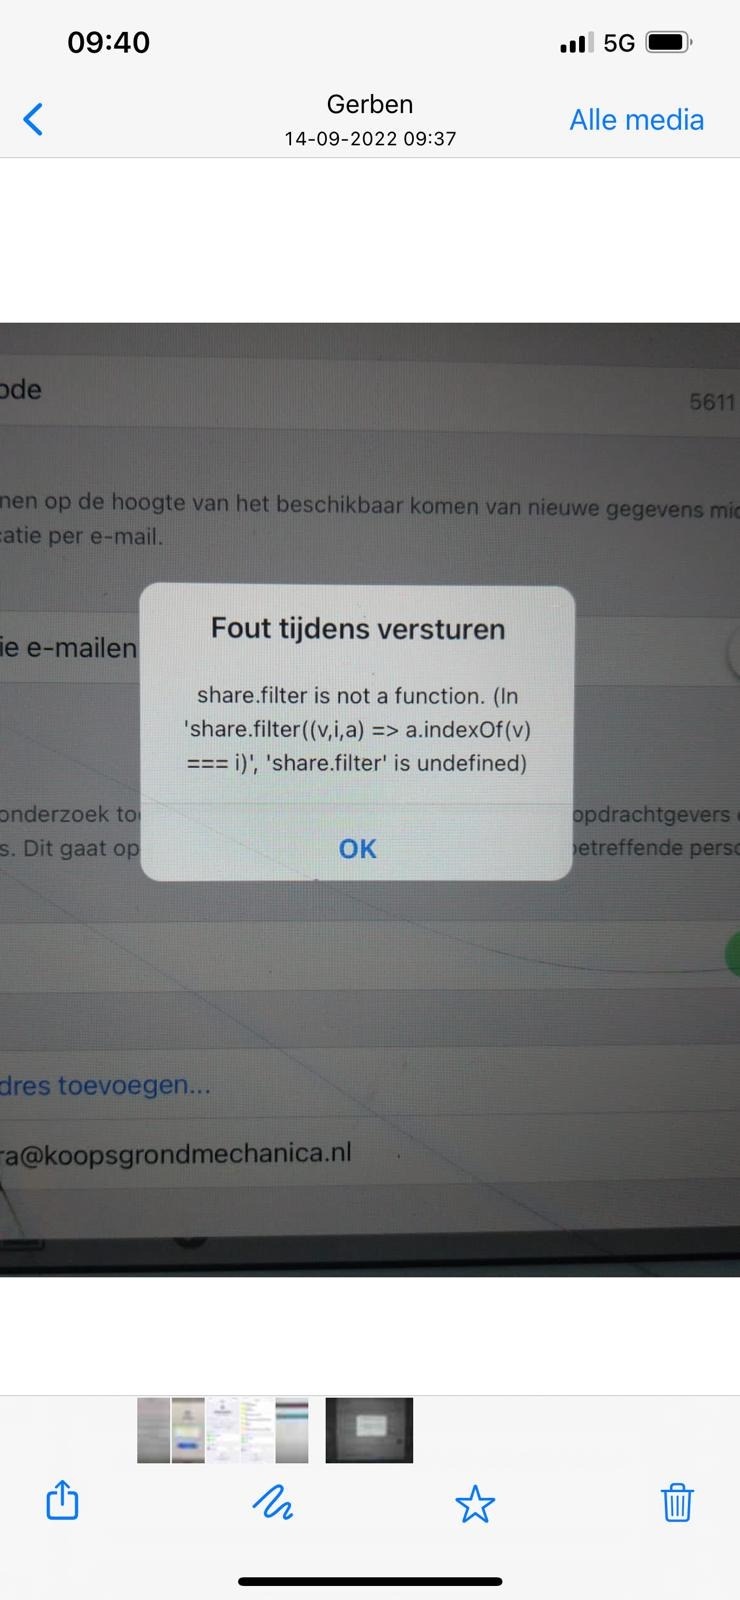 09:40
5G
Gerben
14-09-2022 09:37
Alle media
ode
5611
nen op de hoogte van het beschikbaar komen van nieuwe gegevens mid
catie per e-mail.
ie e-mailen
Fout tijdens versturen
share.filter is not a function. (In
'share.filter((v,i,a) => a.indexOf(v)
=== i)', 'share.filter' is undefined)
onderzoek to
opdrachtgevers
s. Dit gaat op
betreffende perso
OK
dres toevoegen...
ra@koopsgrondmechanica.nl